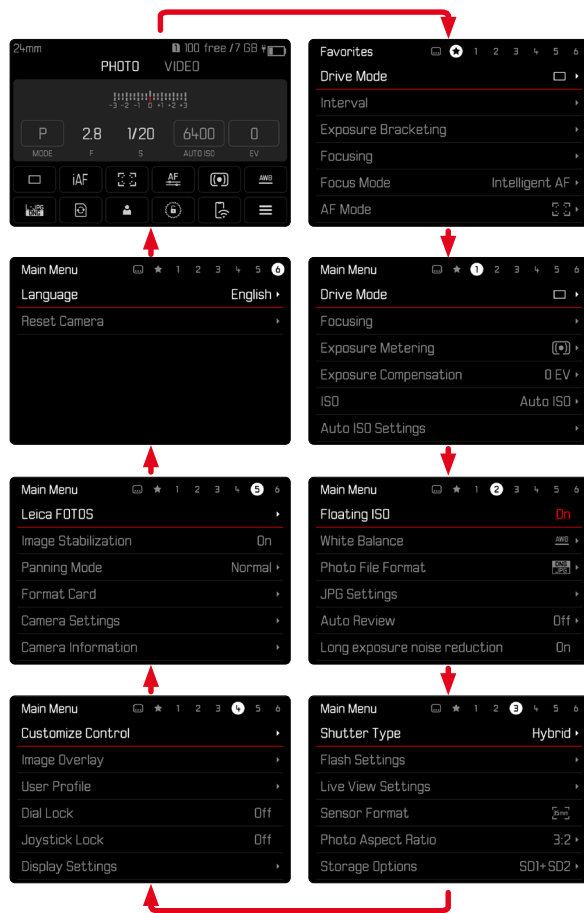 24mm 1 100 free /7 GB
PHOTO VIDEO
-3 -2 -1 0 +1 +2 +3
P 2.8 1/20 6400 0
MODE F S AUTO ISO EV
iAF AF AWB
L-JPG DNG
Favorites 1 2 3 4 5 6
Drive Mode
Interval
Exposure Bracketing
Focusing
Focus Mode Intelligent AF
AF Mode
Main Menu 1 2 3 4 5 6
Drive Mode
Focusing
Exposure Metering
Exposure Compensation 0 EV
ISO Auto ISO
Auto ISO Settings
Main Menu 1 2 3 4 5 6
Floating ISO On
White Balance AWB
Photo File Format DNG JPG
JPG Settings
Auto Review Off
Long exposure noise reduction On
Main Menu 1 2 3 4 5 6
Shutter Type Hybrid
Flash Settings
Live View Settings
Sensor Format 35mm
Photo Aspect Ratio 3:2
Storage Options SD1+SD2
Main Menu 1 2 3 4 5 6
Customize Control
Image Overlay
User Profile
Dial Lock Off
Joystick Lock Off
Display Settings
Main Menu 1 2 3 4 5 6
Leica FOTOS
Image Stabilization On
Panning Mode Normal
Format Card
Camera Settings
Camera Information
Main Menu 1 2 3 4 5 6
Language English
Reset Camera